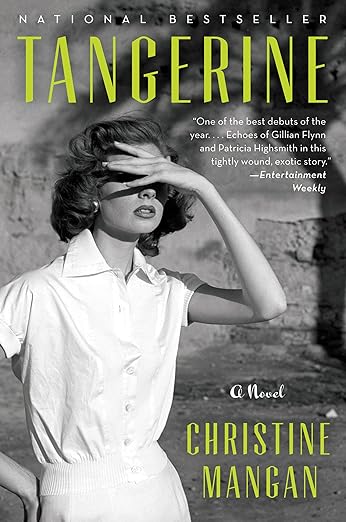 NATIONAL BESTSELLER
TANGERINE
“One of the best debuts of the
year. . . . Echoes of Gillian Flynn
and Patricia Highsmith in this
tightly wound, exotic story.”
—Entertainment
Weekly
A Novel
CHRISTINE
MANGAN